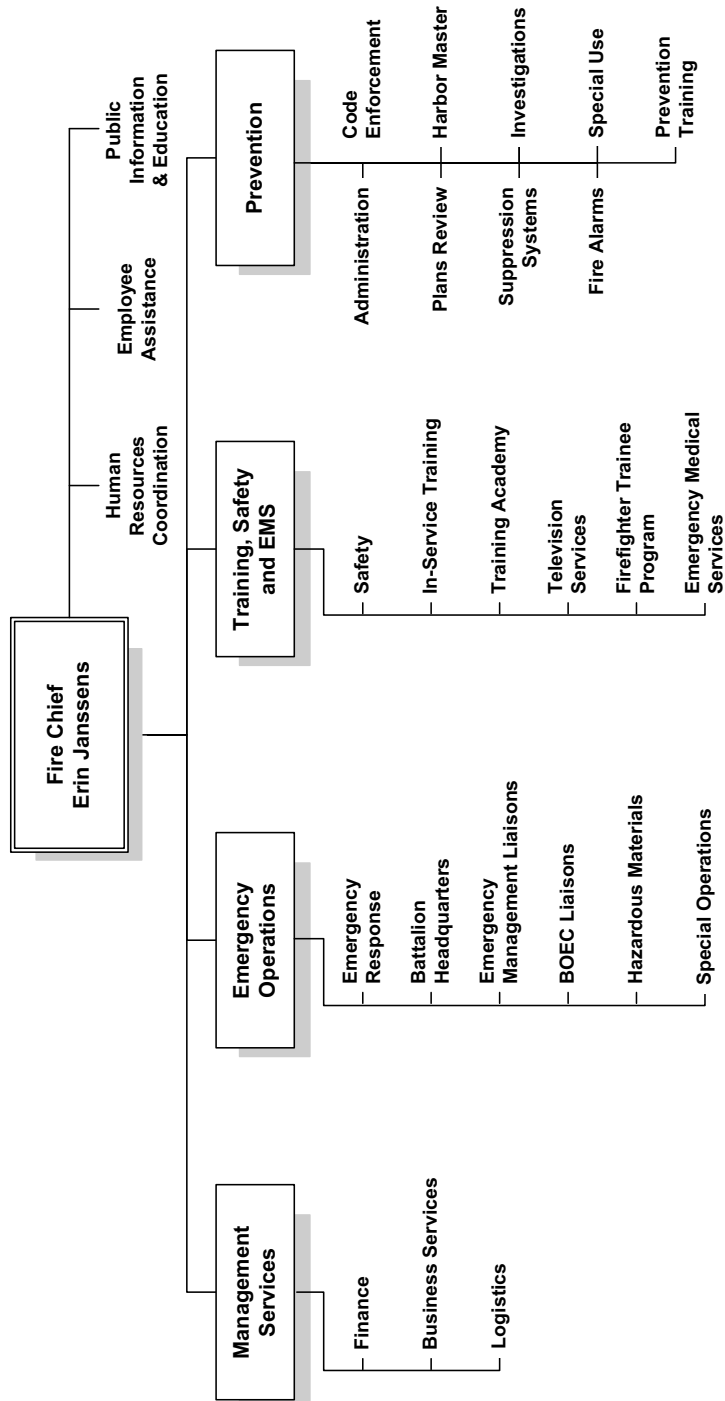 Fire Chief
Erin Janssens
Human
Resources
Coordination
Employee
Assistance
Public
Information
& Education
Management
Services
Finance
Business Services
Logistics
Emergency
Operations
Emergency
Response
Battalion
Headquarters
Emergency
Management Liaisons
BOEC Liaisons
Hazardous Materials
Special Operations
Training, Safety
and EMS
Safety
In-Service Training
Training Academy
Television
Services
Firefighter Trainee
Program
Emergency Medical
Services
Prevention
Administration
Code
Enforcement
Plans Review
Harbor Master
Suppression
Systems
Investigations
Fire Alarms
Special Use
Prevention
Training